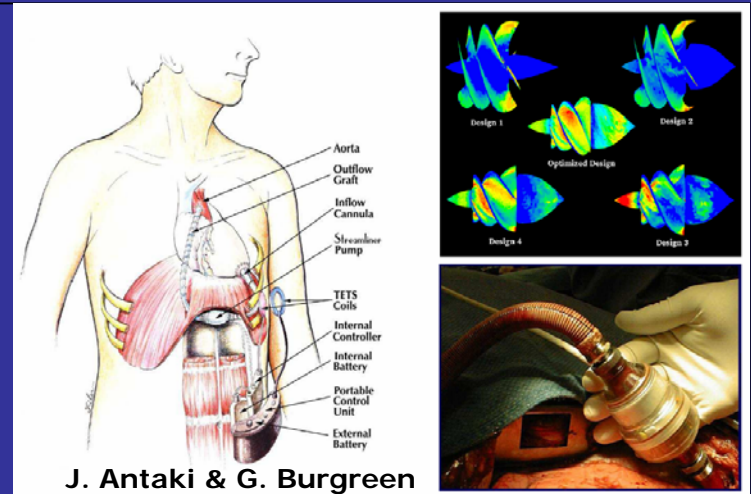 Aorta
Outflow
Graft
Inflow
Cannula
Streamliner
Pump
TETS
Coils
Internal
Controller
Internal
Battery
Portable
Control
Unit
External
Battery
J. Antaki & G. Burgreen
Design 1
Design 2
Optimized Design
Design 4
Design 3